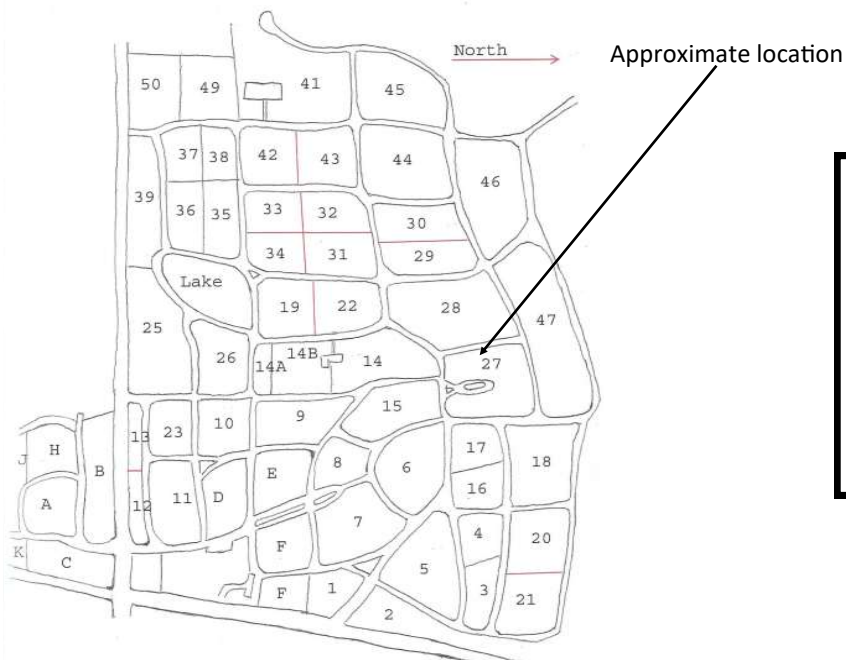 North
Approximate location
50 49 41 45
37 38 42 43 44 46
39
36 35 33 32 30
34 31 29
Lake
19 22 28 47
25
26 14A 14B 14 27
15
13 23 10 9
J H B 17 18
E 8 6
A 12 11 D 16
7 4 20
K C F 5
F 1 3 21
2